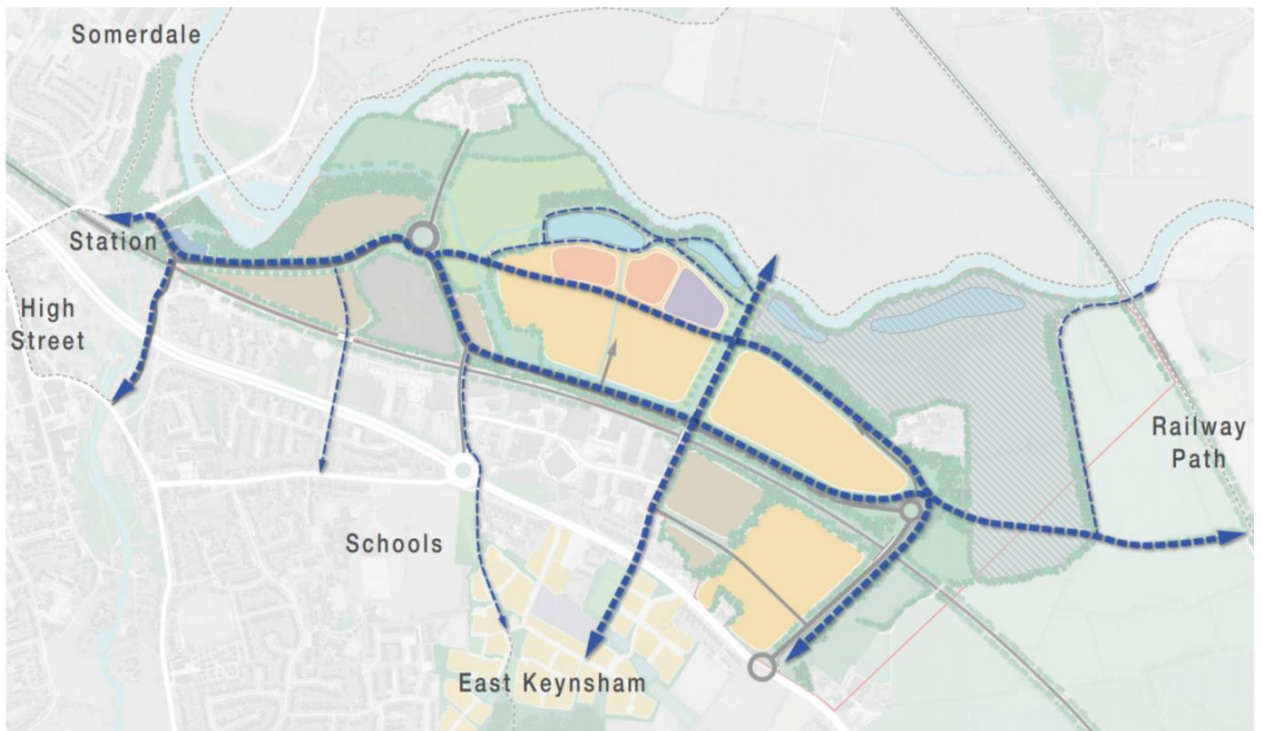 Somerdale
Station
High
Street
Railway
Path
Schools
East Keynsham